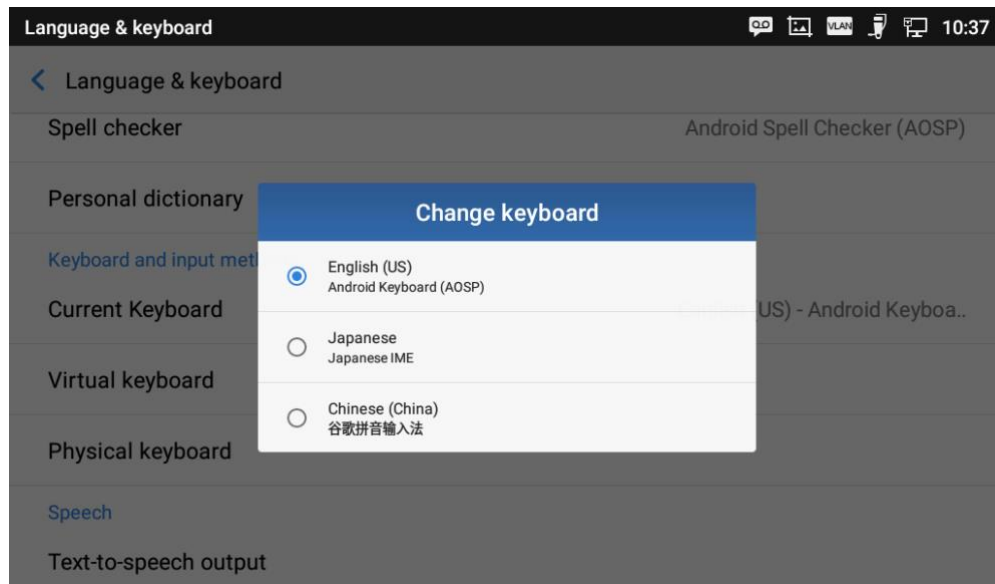 Language & keyboard
VLAN
10:37
Language & keyboard
Spell checker
Android Spell Checker (AOSP)
Personal dictionary
Change keyboard
Keyboard and input met
English (US)
Android Keyboard (AOSP)
Current Keyboard
(US) - Android Keyboa..
Japanese
Japanese IME
Virtual keyboard
Chinese (China)
谷歌拼音输入法
Physical keyboard
Speech
Text-to-speech output